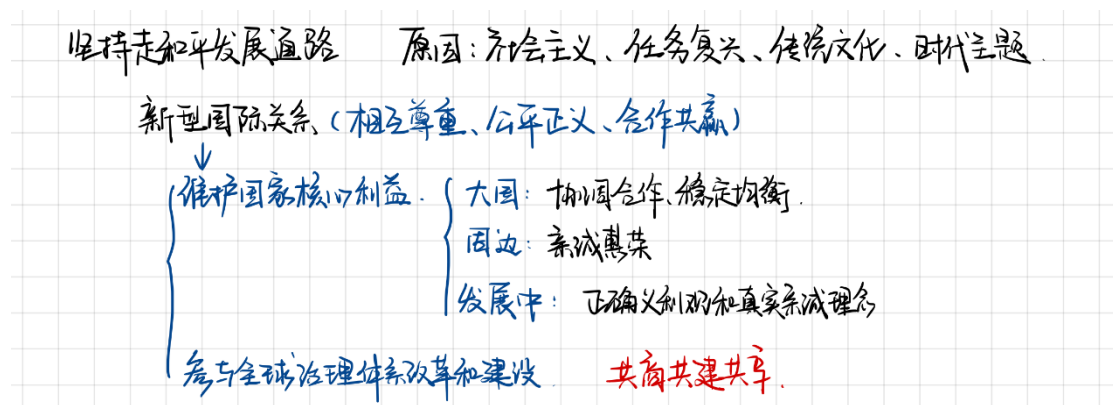 坚持走和平发展道路 原因：社会主义、任务复兴、传统文化、时代主题.
新型国际关系（相互尊重、公平正义、合作共赢）
↓
维护国家核心利益. 大国：协调合作、稳定均衡.
周边：亲诚惠荣
发展中：正确义利观和真实亲诚理念
参与全球治理体系改革和建设. 共商共建共享.